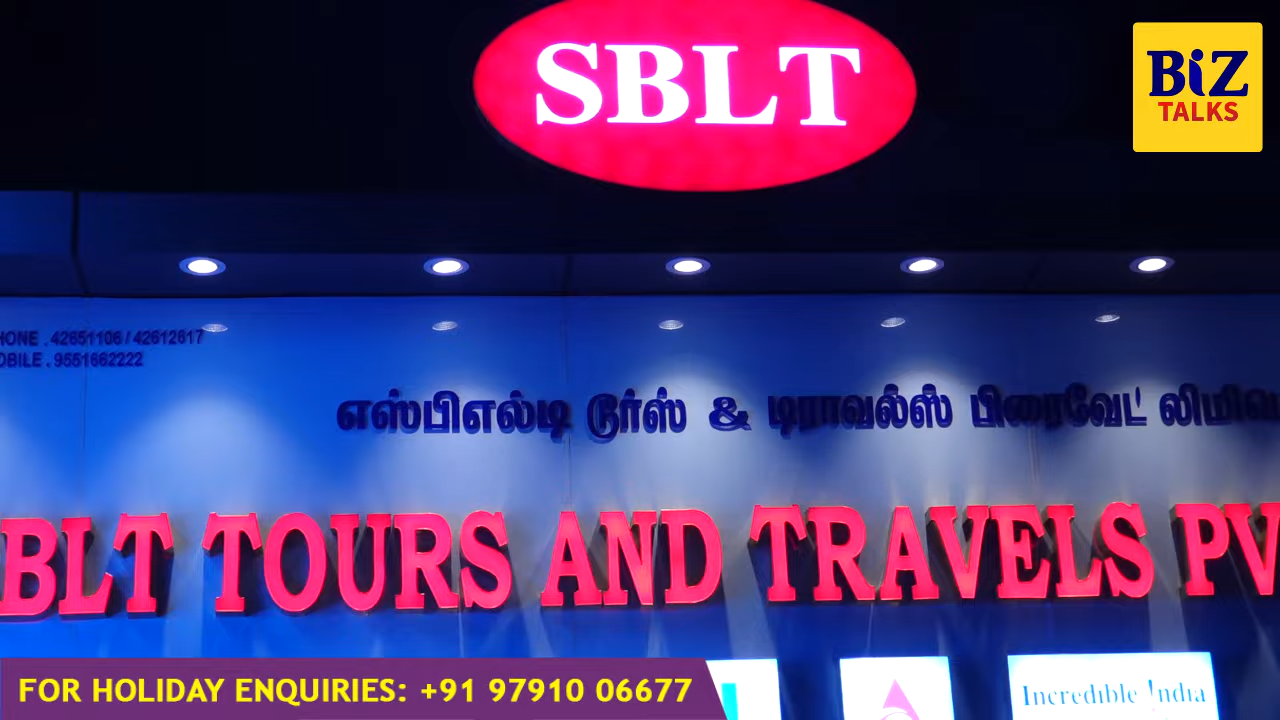 SBLT
BiZ
TALKS
HONE . 42651106 / 42612617
OBILE . 9551662222
எஸ்பிஎல்டி டூர்ஸ் & டிராவல்ஸ் பிரைவேட் லிமிடெ
BLT TOURS AND TRAVELS PV
FOR HOLIDAY ENQUIRIES: +91 97910 06677
Incredible !ndia